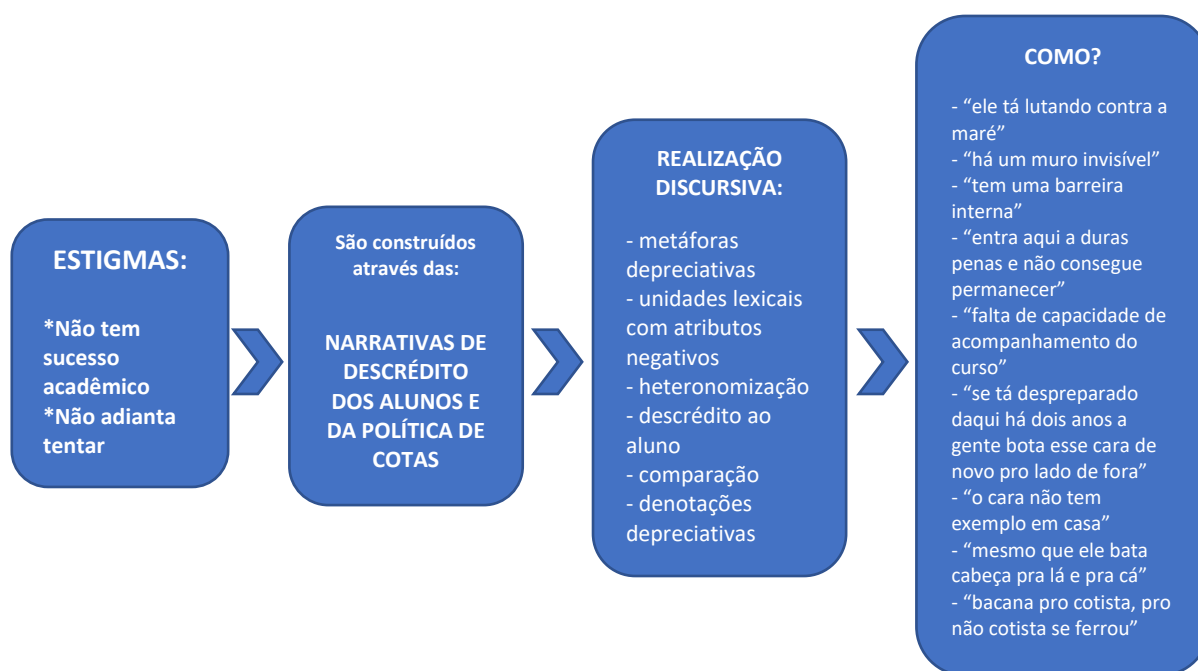 ESTIGMAS:
*Não tem
sucesso
acadêmico
*Não adianta
tentar
São construídos
através das:
NARRATIVAS DE
DESCRÉDITO
DOS ALUNOS E
DA POLÍTICA DE
COTAS
REALIZAÇÃO
DISCURSIVA:
- metáforas
depreciativas
- unidades lexicais
com atributos
negativos
- heteronomização
- descrédito ao
aluno
- comparação
- denotações
depreciativas
COMO?
- “ele tá lutando contra a
maré”
- “há um muro invisível”
- “tem uma barreira
interna”
- “entra aqui a duras
penas e não consegue
permanecer”
- “falta de capacidade de
acompanhamento do
curso”
- “se tá despreparado
daqui há dois anos a
gente bota esse cara de
novo pro lado de fora”
- “o cara não tem
exemplo em casa”
- “mesmo que ele bata
cabeça pra lá e pra cá”
- “bacana pro cotista, pro
não cotista se ferrou”